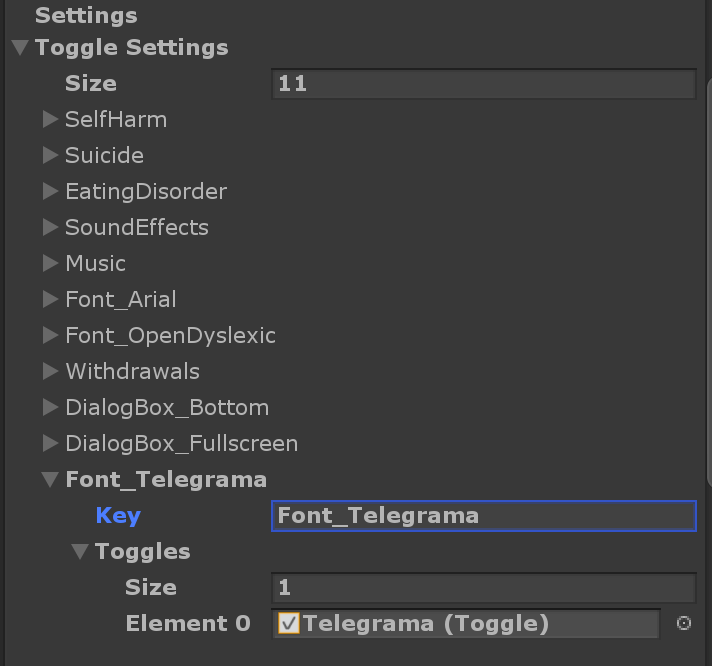 Settings
Toggle Settings
Size 11
SelfHarm
Suicide
EatingDisorder
SoundEffects
Music
Font_Arial
Font_OpenDyslexic
Withdrawals
DialogBox_Bottom
DialogBox_Fullscreen
Font_Telegrama
Key Font_Telegrama
Toggles
Size 1
Element 0 Telegrama (Toggle)